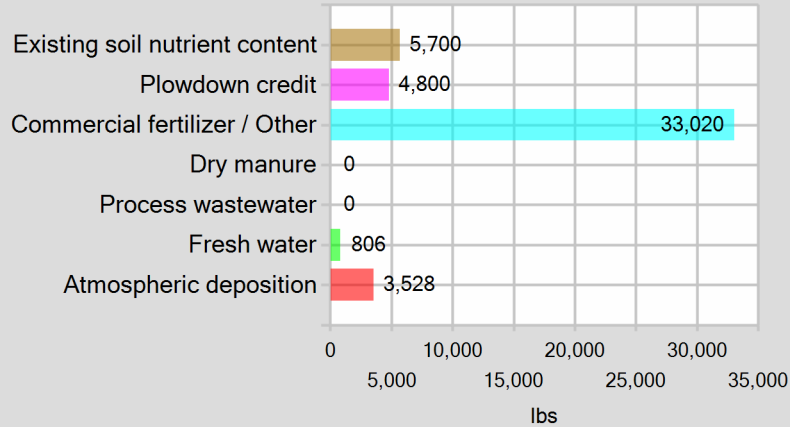 Existing soil nutrient content 5,700
Plowdown credit 4,800
Commercial fertilizer / Other 33,020
Dry manure 0
Process wastewater 0
Fresh water 806
Atmospheric deposition 3,528
0 10,000 20,000 30,000
5,000 15,000 25,000 35,000
lbs